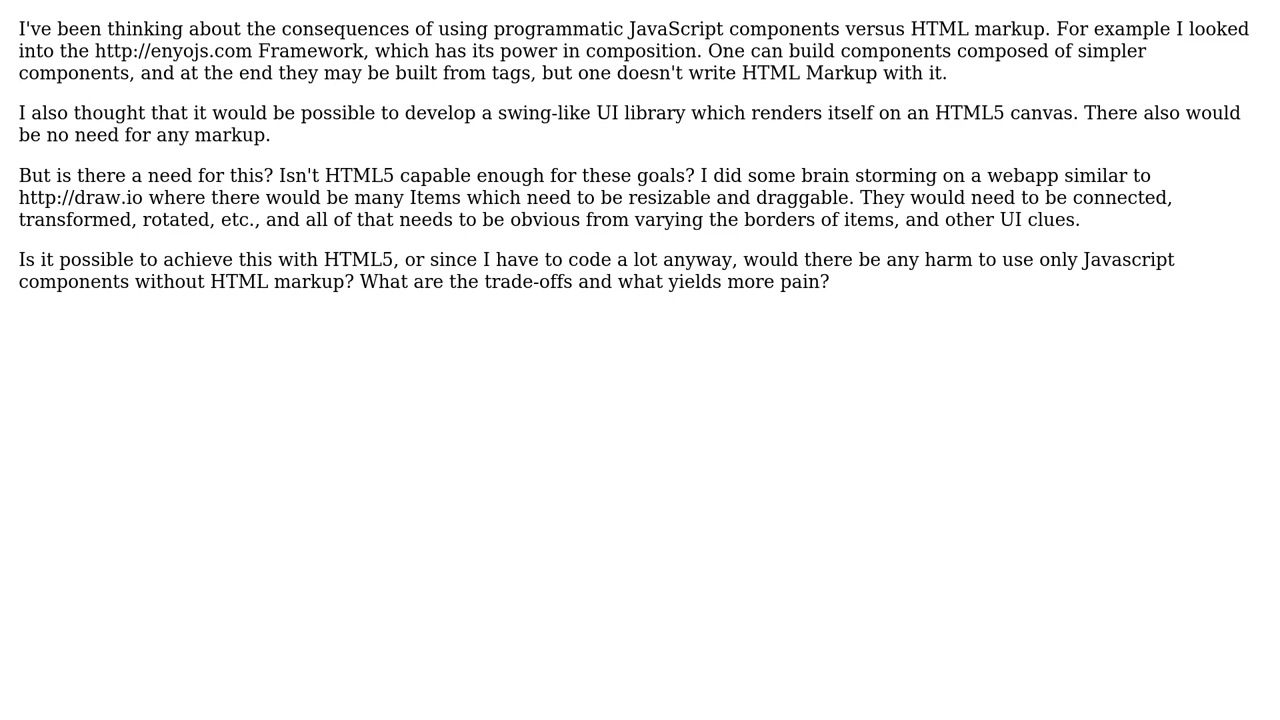 I've been thinking about the consequences of using programmatic JavaScript components versus HTML markup. For example I looked
into the http://enyojs.com Framework, which has its power in composition. One can build components composed of simpler
components, and at the end they may be built from tags, but one doesn't write HTML Markup with it.
I also thought that it would be possible to develop a swing-like UI library which renders itself on an HTML5 canvas. There also would
be no need for any markup.
But is there a need for this? Isn't HTML5 capable enough for these goals? I did some brain storming on a webapp similar to
http://draw.io where there would be many Items which need to be resizable and draggable. They would need to be connected,
transformed, rotated, etc., and all of that needs to be obvious from varying the borders of items, and other UI clues.
Is it possible to achieve this with HTML5, or since I have to code a lot anyway, would there be any harm to use only Javascript
components without HTML markup? What are the trade-offs and what yields more pain?